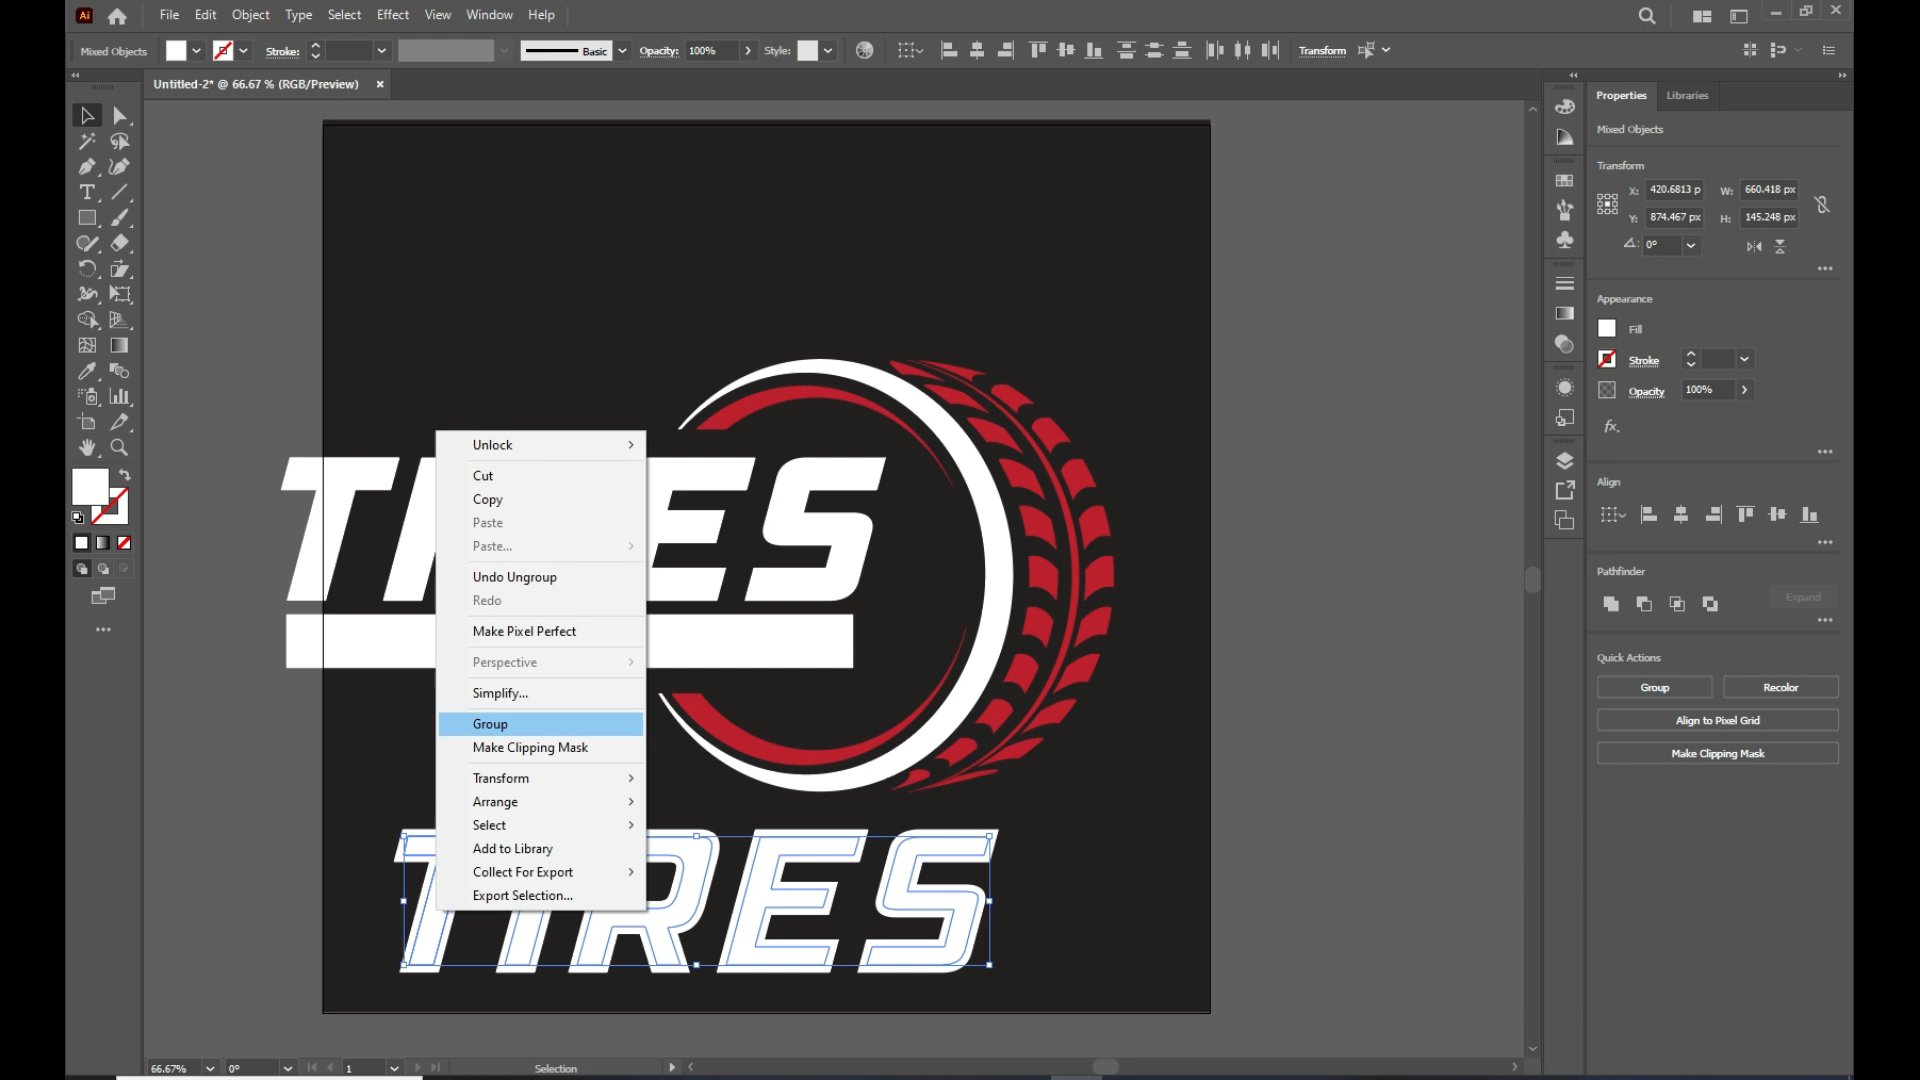 File Edit Object Type Select Effect View Window Help
Mixed Objects Stroke: Basic Opacity: 100% Style: Transform
Untitled-2* @ 66.67 % (RGB/Preview)
Properties Libraries
Mixed Objects
Transform
X: 420.6813 p W: 660.418 px
Y: 874.467 px H: 145.248 px
0°
Appearance
Fill
Stroke
Opacity 100%
fx.
Align
Pathfinder
Expand
Quick Actions
Group Recolor
Align to Pixel Grid
Make Clipping Mask
TIRES
Unlock
Cut
Copy
Paste
Paste...
Undo Ungroup
Redo
Make Pixel Perfect
Perspective
Simplify...
Group
Make Clipping Mask
Transform
Arrange
Select
Add to Library
Collect For Export
Export Selection...
TIRES
66.67% 0° 1 Selection